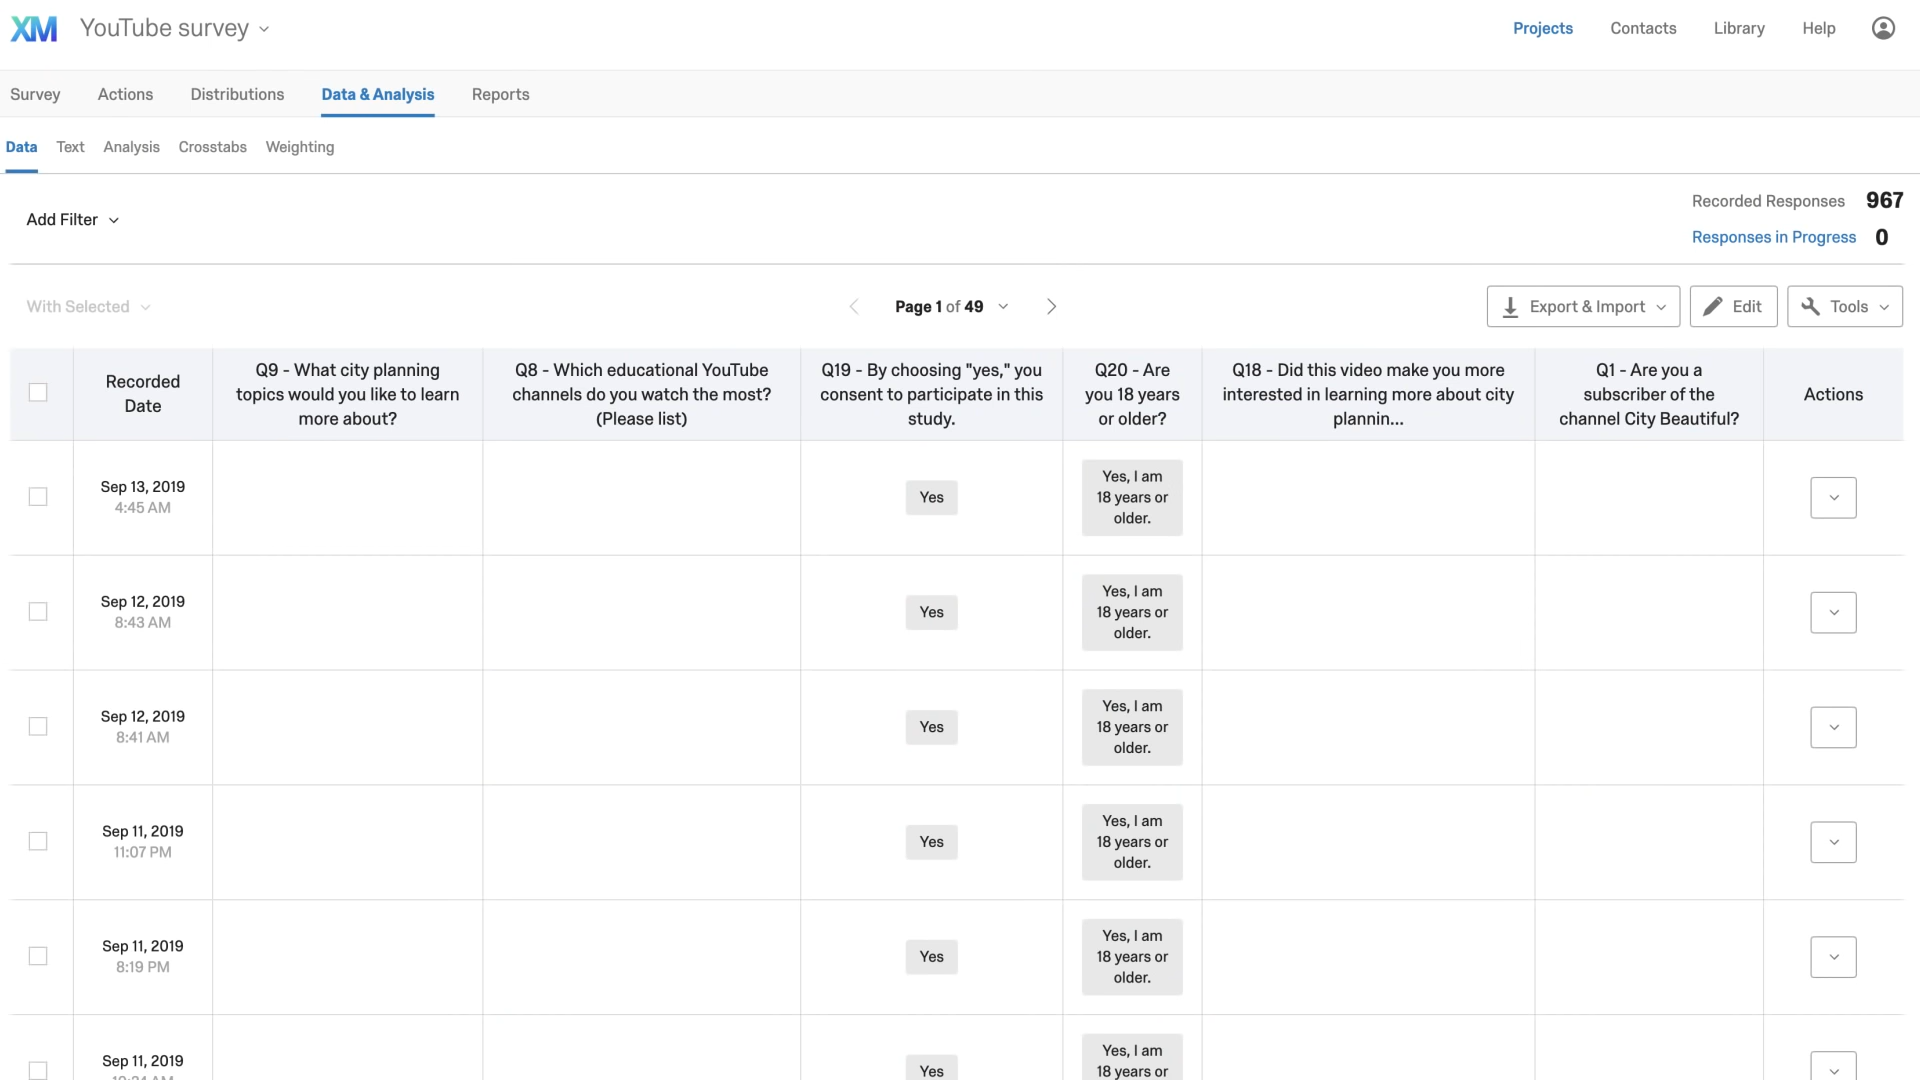 XM YouTube survey Projects Contacts Library Help
Survey Actions Distributions Data & Analysis Reports
Data Text Analysis Crosstabs Weighting
Recorded Responses 967
Add Filter
Responses in Progress 0
With Selected Page 1 of 49 Export & Import Edit Tools
Recorded
Date
Q9 - What city planning
topics would you like to learn
more about?
Q8 - Which educational YouTube
channels do you watch the most?
(Please list)
Q19 - By choosing "yes," you
consent to participate in this
study.
Q20 - Are
you 18 years
or older?
Q18 - Did this video make you more
interested in learning more about city
plannin...
Q1 - Are you a
subscriber of the
channel City Beautiful?
Actions
Sep 13, 2019
4:45 AM
Yes
Yes, I am
18 years or
older.
Sep 12, 2019
8:43 AM
Yes
Yes, I am
18 years or
older.
Sep 12, 2019
8:41 AM
Yes
Yes, I am
18 years or
older.
Sep 11, 2019
11:07 PM
Yes
Yes, I am
18 years or
older.
Sep 11, 2019
8:19 PM
Yes
Yes, I am
18 years or
older.
Sep 11, 2019
Yes
Yes, I am
18 years or